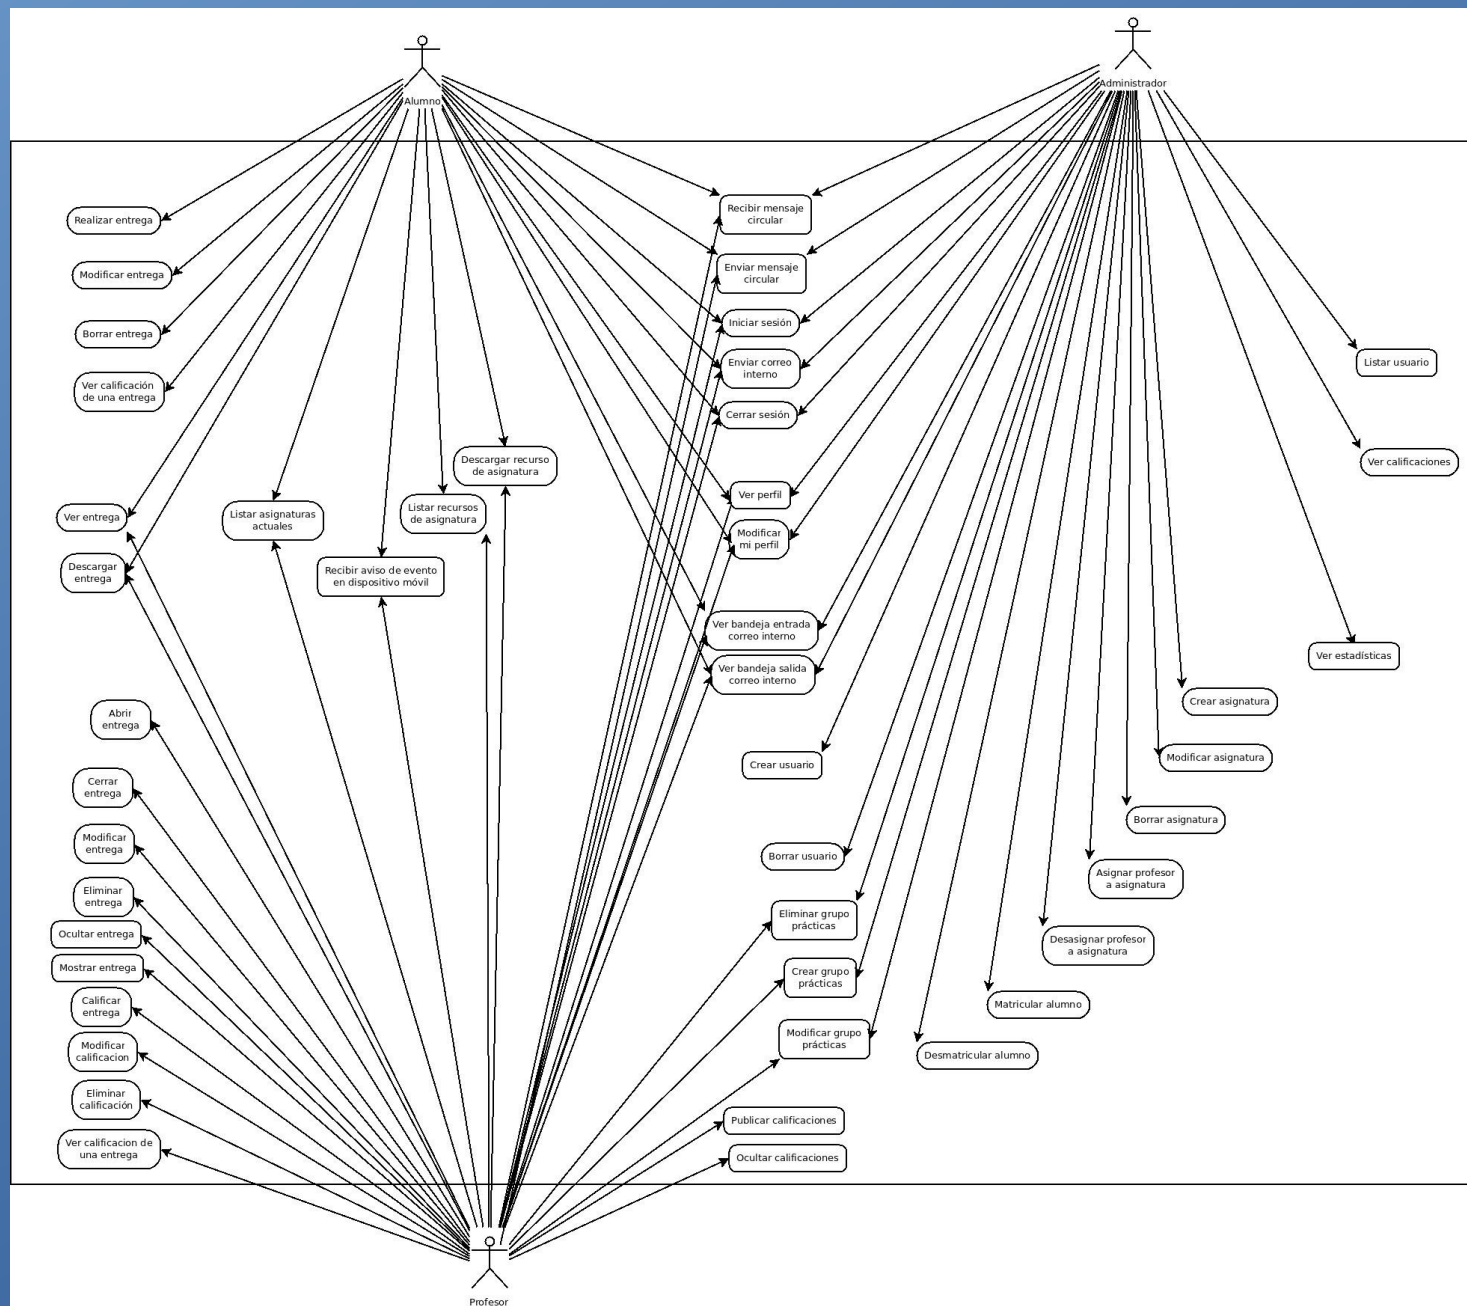 Alumno
Administrador
Realizar entrega
Modificar entrega
Borrar entrega
Ver calificación
de una entrega
Ver entrega
Descargar
entrega
Listar asignaturas
actuales
Recibir aviso de evento
en dispositivo móvil
Listar recursos
de asignatura
Descargar recurso
de asignatura
Recibir mensaje
circular
Enviar mensaje
circular
Iniciar sesión
Enviar correo
interno
Cerrar sesión
Ver perfil
Modificar
mi perfil
Ver bandeja entrada
correo interno
Ver bandeja salida
correo interno
Listar usuario
Ver calificaciones
Ver estadísticas
Crear asignatura
Modificar asignatura
Borrar asignatura
Asignar profesor
a asignatura
Desasignar profesor
a asignatura
Matricular alumno
Desmatricular alumno
Crear usuario
Borrar usuario
Eliminar grupo
prácticas
Crear grupo
prácticas
Modificar grupo
prácticas
Publicar calificaciones
Ocultar calificaciones
Abrir
entrega
Cerrar
entrega
Modificar
entrega
Eliminar
entrega
Ocultar entrega
Mostrar entrega
Calificar
entrega
Modificar
calificacion
Eliminar
calificación
Ver calificacion de
una entrega
Profesor